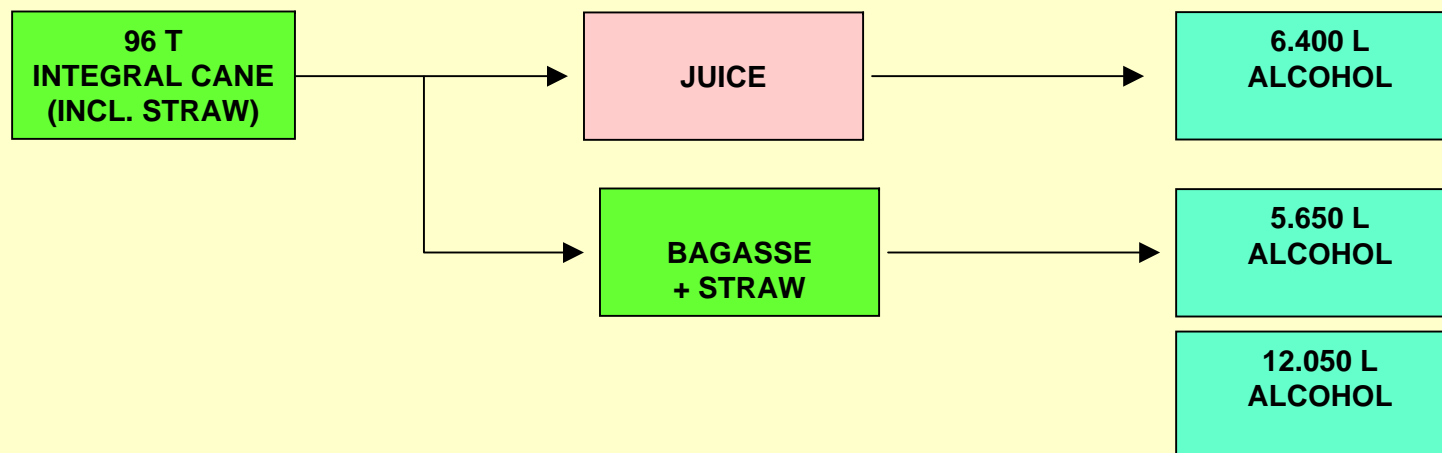 96 T
INTEGRAL CANE
(INCL. STRAW)
JUICE
6.400 L
ALCOHOL
BAGASSE
+ STRAW
5.650 L
ALCOHOL
12.050 L
ALCOHOL